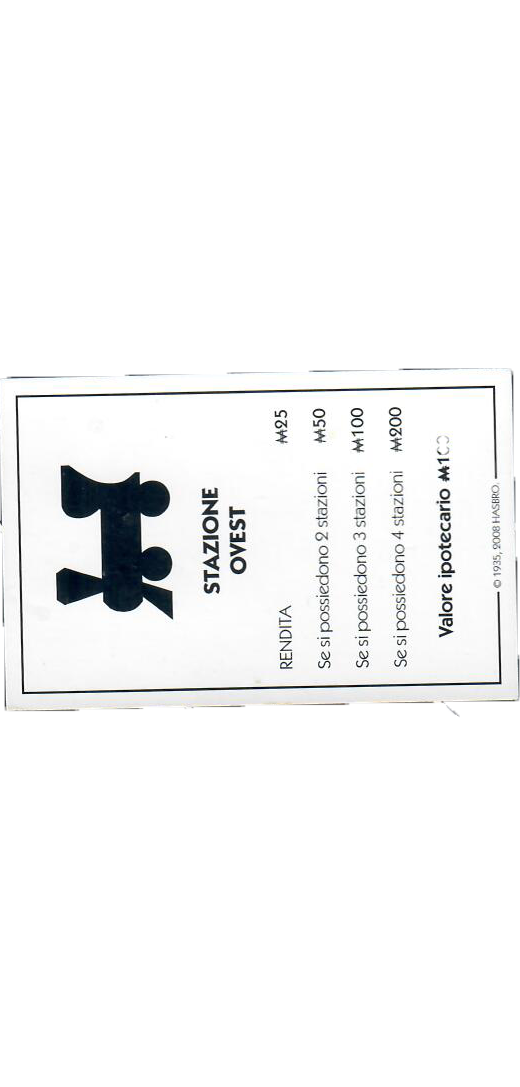 STAZIONE
OVEST
RENDITA ₩25
Se si possiedono 2 stazioni ₩50
Se si possiedono 3 stazioni ₩100
Se si possiedono 4 stazioni ₩200
Valore ipotecario ₩100
© 1935, 2008 HASBRO.